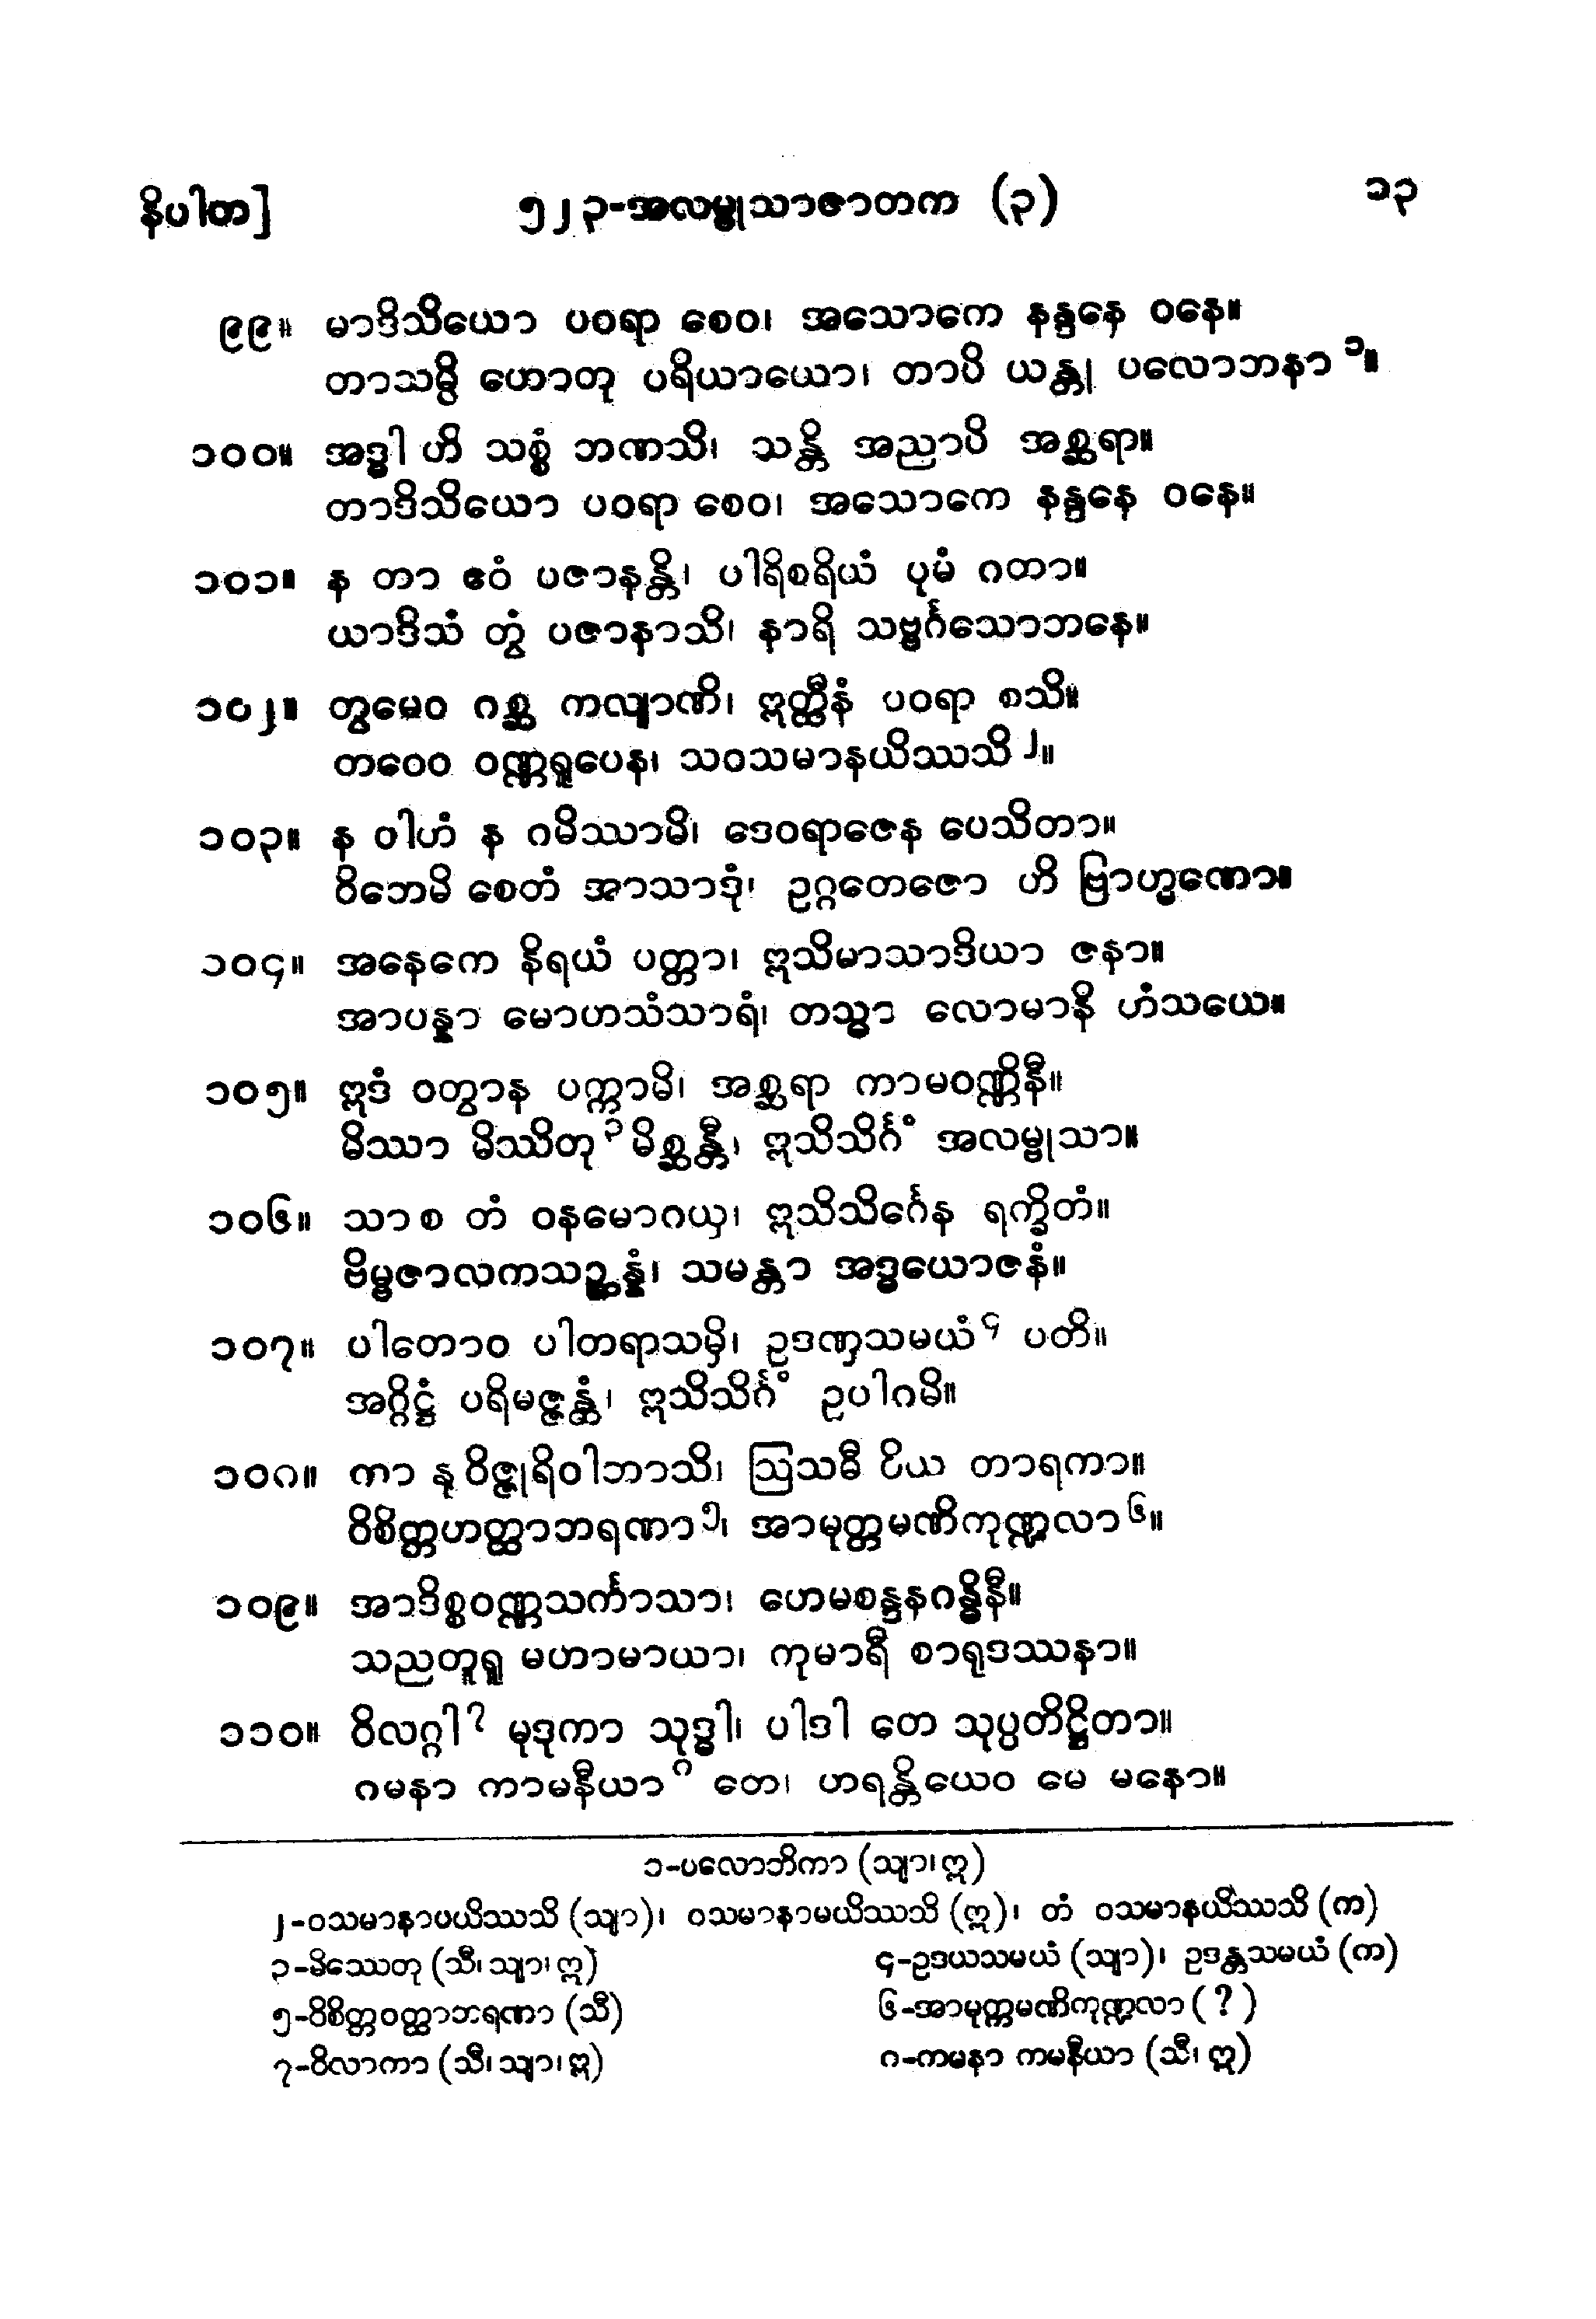 နိပါတ]
၅၂၃-အလမ္ဗုသာဇာတက (၃)
၁၃
၉၉။ မာဒိသိယော ပဝရာ စေဝ၊ အသောကေ နန္ဒနေ ဝနေ။
တာသမ္ပိ ဟောတု ပရိယာယော၊ တာပိ ယန္တု ပလောဘနာ ၁။
၁၀၀။ အဒ္ဓါ ဟိ သစ္စံ ဘဏသိ၊ သန္တိ အညာပိ အစ္ဆရာ။
တာဒိသိယော ပဝရာ စေဝ၊ အသောကေ နန္ဒနေ ဝနေ။
၁၀၁။ န တာ ဧဝံ ပဇာနန္တိ၊ ပါရိစရိယံ ပုမံ ဂတာ။
ယာဒိသံ တွံ ပဇာနာသိ၊ နာရိ သဗ္ဗင်္ဂသောဘနေ။
၁၀၂။ တွမေဝ ဂစ္ဆ ကလျာဏိ၊ ဣတ္ထီနံ ပဝရာ စသိ။
တဝေဝ ဝဏ္ဏရူပေန၊ သဝသမာနယိဿသိ ၂။
၁၀၃။ န ဝါဟံ န ဂမိဿာမိ၊ ဒေဝရာဇေန ပေသိတာ။
ဝိဘေမိ စေတံ အာသာဒုံ၊ ဥဂ္ဂတေဇော ဟိ ဗြာဟ္မဏော။
၁၀၄။ အနေကေ နိရယံ ပတ္တာ၊ ဣသိမာသာဒိယာ ဇနာ။
အာပန္နာ မောဟသံသာရံ၊ တသ္မာ လောမာနိ ဟံသယေ။
၁၀၅။ ဣဒံ ဝတွာန ပက္ကာမိ၊ အစ္ဆရာ ကာမဝဏ္ဏိနီ။
မိဿာ မိဿိတု ၃ မိစ္ဆန္တီ၊ ဣသိသိင်္ဂံ အလမ္ဗုသာ။
၁၀၆။ သာ စ တံ ဝနမောဂယှ၊ ဣသိသိင်္ဂေန ရက္ခိတံ။
ဗိမ္ဗဇာလကသဉ္ဆန္နံ၊ သမန္တာ အဒ္ဓယောဇနံ။
၁၀၇။ ပါတောဝ ပါတရာသမှိ၊ ဥဒဏှသမယံ ၄ ပတိ။
အဂ္ဂိဋ္ဌံ ပရိမဇ္ဇန္တံ၊ ဣသိသိင်္ဂံ ဥပါဂမိ။
၁၀၈။ ကာ နု ဝိဇ္ဇုရိဝါဘာသိ၊ ဩသဓီ ဝိယ တာရကာ။
ဝိစိတ္တဟတ္ထာဘရဏာ ၅၊ အာမုတ္တမဏိကုဏ္ဍလာ ၆။
၁၀၉။ အာဒိစ္စဝဏ္ဏသင်္ကာသာ၊ ဟေမစန္ဒနဂန္ဓိနီ။
သညတူရူ မဟာမာယာ၊ ကုမာရီ စာရုဒဿနာ။
၁၁၀။ ဝိလဂ္ဂါ ၇ မုဒုကာ သုဒ္ဓါ၊ ပါဒါ တေ သုပ္ပတိဋ္ဌိတာ။
ဂမနာ ကာမနီယာ ၈ တေ၊ ဟရန္တိယေဝ မေ မနော။
၁-ပလောဘိကာ (သျာ၊ ဣ)
၂-ဝသမာနာပယိဿသိ (သျာ)၊ ဝသမာနာမယိဿသိ (ဣ)၊ တံ ဝသမာနယိဿသိ (က)
၃-မိဿေတု (သီ၊ သျာ၊ ဣ)
၄-ဥဒယသမယံ (သျာ)၊ ဥဒန္တသမယံ (က)
၅-ဝိစိတ္တဝတ္ထာဘရဏာ (သီ)
၆-အာမုက္ကမဏိကုဏ္ဍလာ (?)
၇-ဝိလာကာ (သီ၊ သျာ၊ ဣ)
၈-ကမနာ ကမနီယာ (သီ၊ ဣ)